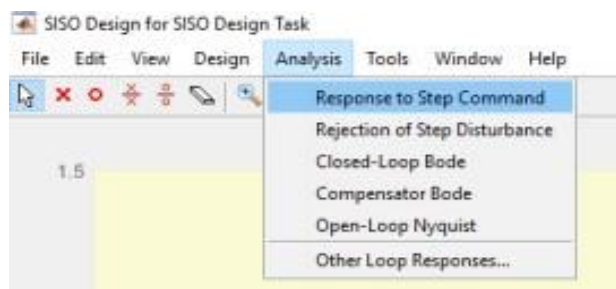 SISO Design for SISO Design Task
File Edit View Design Analysis Tools Window Help
Response to Step Command
Rejection of Step Disturbance
1.5
Closed-Loop Bode
Compensator Bode
Open-Loop Nyquist
Other Loop Responses...